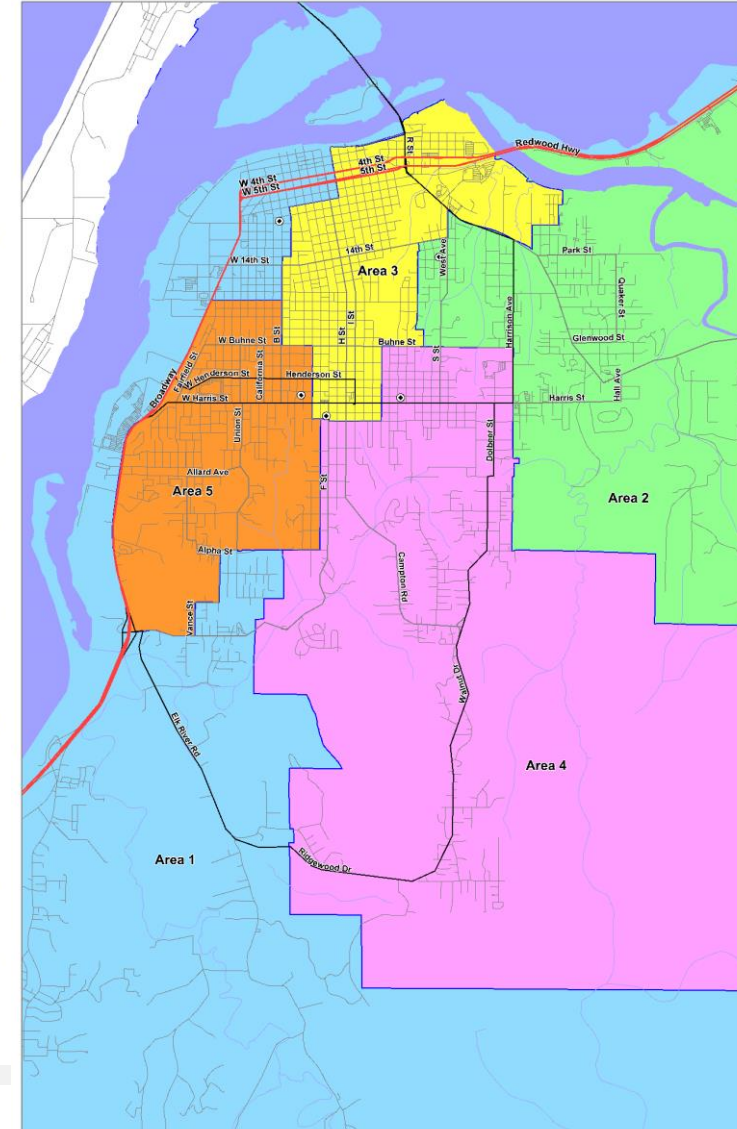 Redwood Hwy
R St
4th St
5th St
W 4th St
W 5th St
14th St
West Ave
Park St
W 14th St
Area 3
Quaker St
I St
H St
Harrison Ave
B St
W Buhne St
Buhne St
S St
Glenwood St
California St
Fairfield St
W Henderson St
Henderson St
Broadway
Hall Ave
W Harris St
Harris St
Union St
Dolbeer St
Allard Ave
F St
Area 5
Area 2
Alpha St
Campton Rd
Vance St
Walnut Dr
Elk River Rd
Area 4
Area 1
Ridgewood Dr